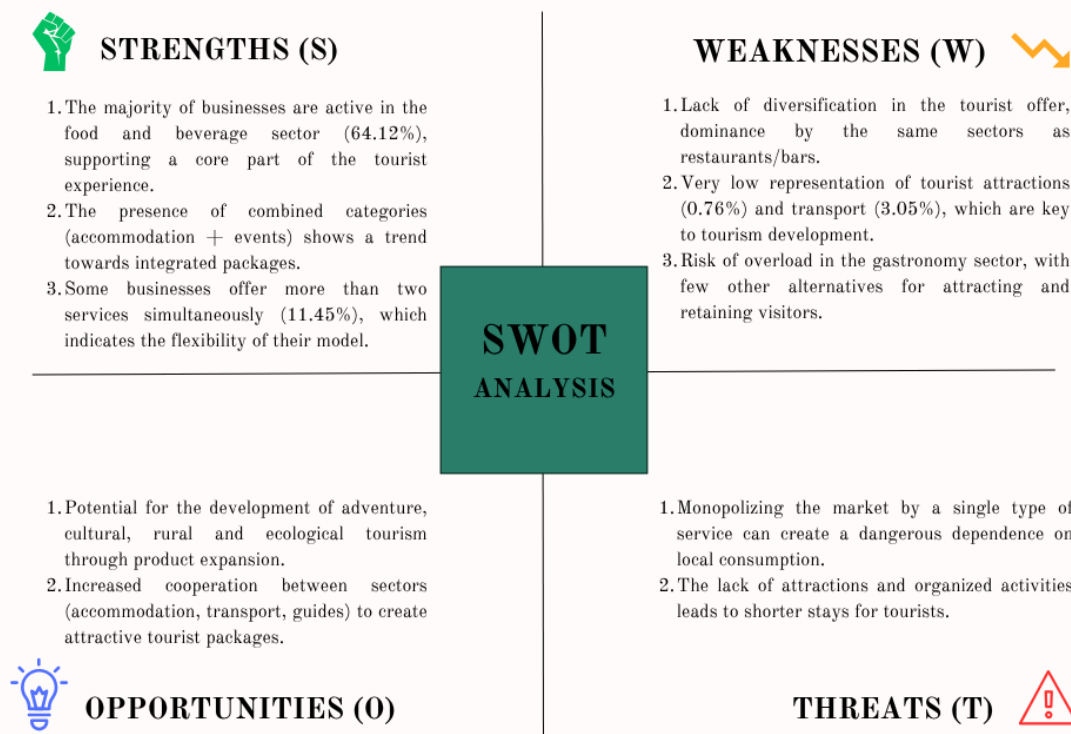 STRENGTHS (S)
1. The majority of businesses are active in the
food and beverage sector (64.12%),
supporting a core part of the tourist
experience.
2. The presence of combined categories
(accommodation + events) shows a trend
towards integrated packages.
3. Some businesses offer more than two
services simultaneously (11.45%), which
indicates the flexibility of their model.
WEAKNESSES (W)
1. Lack of diversification in the tourist offer,
dominance by the same sectors as
restaurants/bars.
2. Very low representation of tourist attractions
(0.76%) and transport (3.05%), which are key
to tourism development.
3. Risk of overload in the gastronomy sector, with
few other alternatives for attracting and
retaining visitors.
SWOT
ANALYSIS
1. Potential for the development of adventure,
cultural, rural and ecological tourism
through product expansion.
2. Increased cooperation between sectors
(accommodation, transport, guides) to create
attractive tourist packages.
OPPORTUNITIES (O)
1. Monopolizing the market by a single type of
service can create a dangerous dependence on
local consumption.
2. The lack of attractions and organized activities
leads to shorter stays for tourists.
THREATS (T)